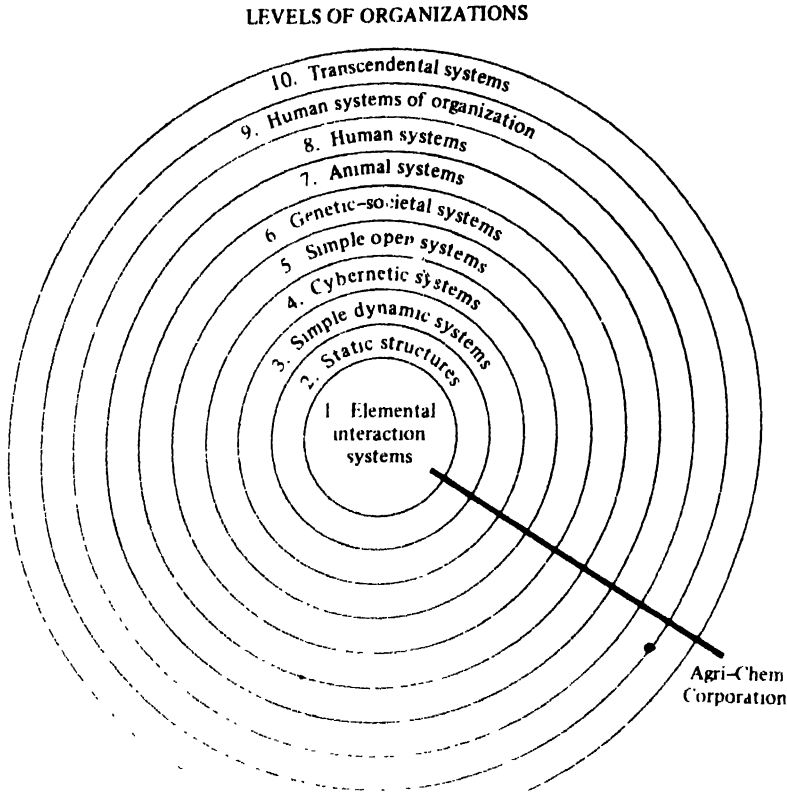 LEVELS OF ORGANIZATIONS
10. Transcendental systems
9. Human systems of organization
8. Human systems
7. Animal systems
6 Genetic-societal systems
5 Simple open systems
4. Cybernetic systems
3. Simple dynamic systems
2. Static structures
1 Elemental
interaction
systems
Agri-Chem
Corporation